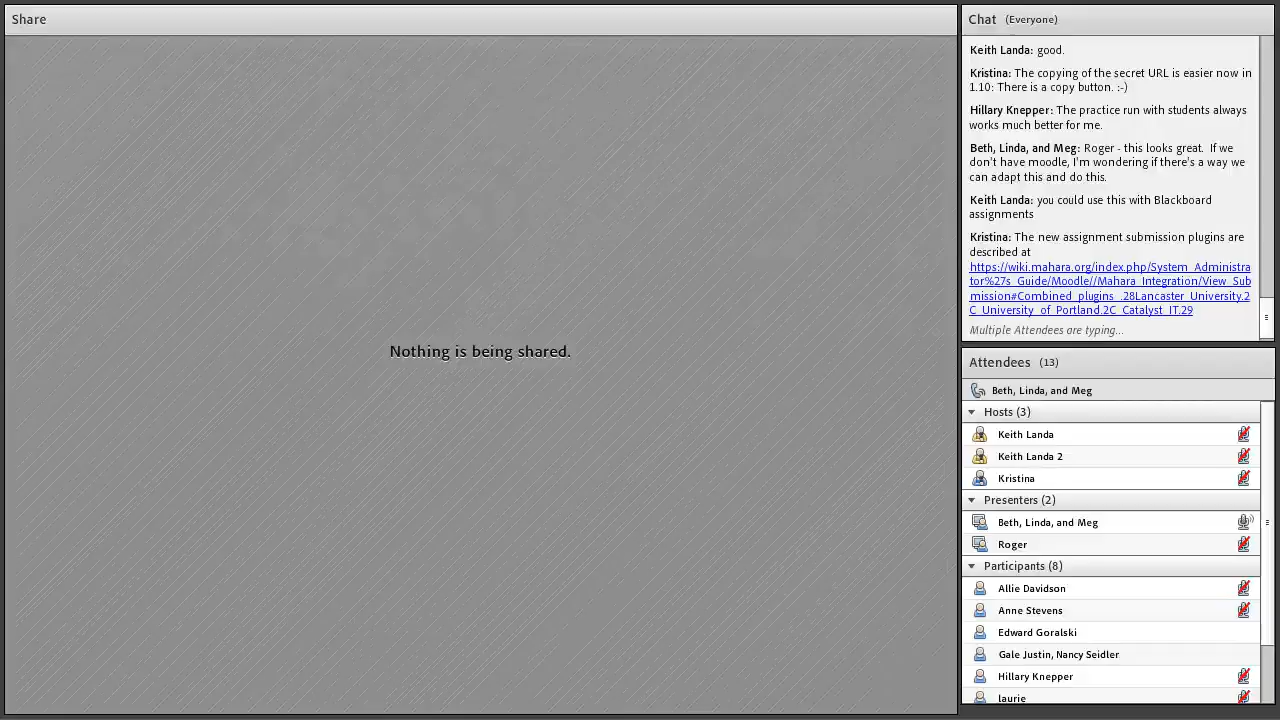 Share
Nothing is being shared.
Chat (Everyone)
Keith Landa: good.
Kristina: The copying of the secret URL is easier now in
1.10: There is a copy button. :-)
Hillary Knepper: The practice run with students always
works much better for me.
Beth, Linda, and Meg: Roger - this looks great. If we
don't have moodle, I'm wondering if there's a way we
can adapt this and do this.
Keith Landa: you could use this with Blackboard
assignments
Kristina: The new assignment submission plugins are
described at
https://wiki.mahara.org/index.php/System_Administra
tor%27s_Guide/Moodle//Mahara_Integration/View_Sub
mission#Combined_plugins_.28Lancaster_University.2
C_University_of_Portland.2C_Catalyst_IT.29
Multiple Attendees are typing...
Attendees (13)
Beth, Linda, and Meg
Hosts (3)
Keith Landa
Keith Landa 2
Kristina
Presenters (2)
Beth, Linda, and Meg
Roger
Participants (8)
Allie Davidson
Anne Stevens
Edward Goralski
Gale Justin, Nancy Seidler
Hillary Knepper
laurie